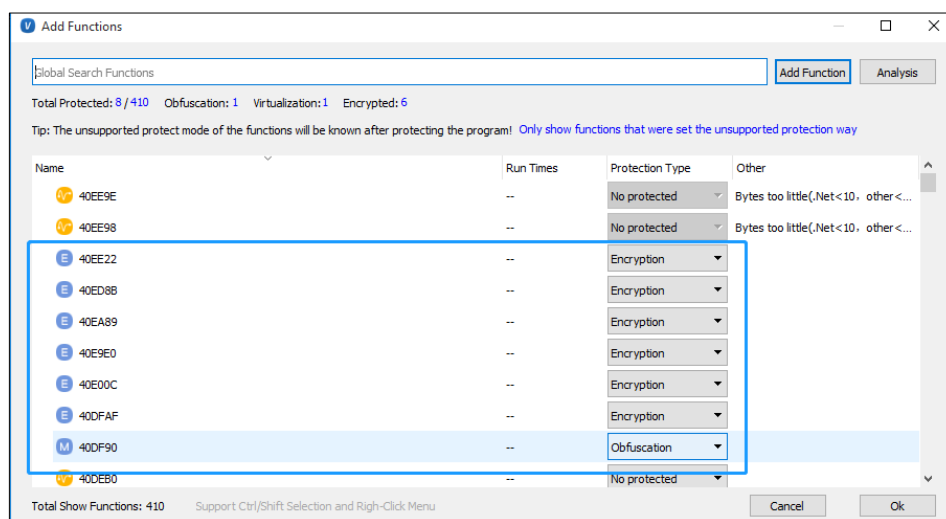 V Add Functions
Global Search Functions Add Function Analysis
Total Protected: 8 / 410 Obfuscation: 1 Virtualization: 1 Encrypted: 6
Tip: The unsupported protect mode of the functions will be known after protecting the program! Only show functions that were set the unsupported protection way
Name Run Times Protection Type Other
40EE9E -- No protected Bytes too little(.Net<10, other<...
40EE98 -- No protected Bytes too little(.Net<10, other<...
E 40EE22 -- Encryption
E 40ED8B -- Encryption
E 40EA89 -- Encryption
E 40E9E0 -- Encryption
E 40E00C -- Encryption
E 40DFAF -- Encryption
M 40DF90 -- Obfuscation
40DEB0 -- No protected
Total Show Functions: 410 Support Ctrl/Shift Selection and Righ-Click Menu Cancel Ok